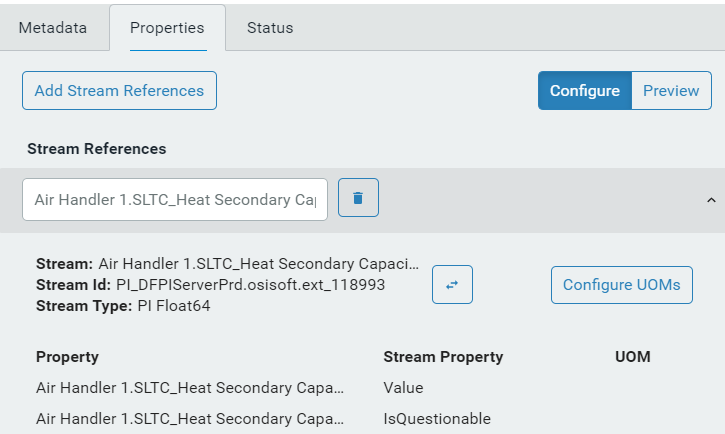 Metadata Properties Status
Add Stream References Configure Preview
Stream References
Air Handler 1.SLTC_Heat Secondary Ca
Stream: Air Handler 1.SLTC_Heat Secondary Capaci...
Stream Id: PI_DFPIServerPrd.osisoft.ext_118993
Stream Type: PI Float64
Configure UOMs
Property Stream Property UOM
Air Handler 1.SLTC_Heat Secondary Capa... Value
Air Handler 1.SLTC_Heat Secondary Capa... IsQuestionable